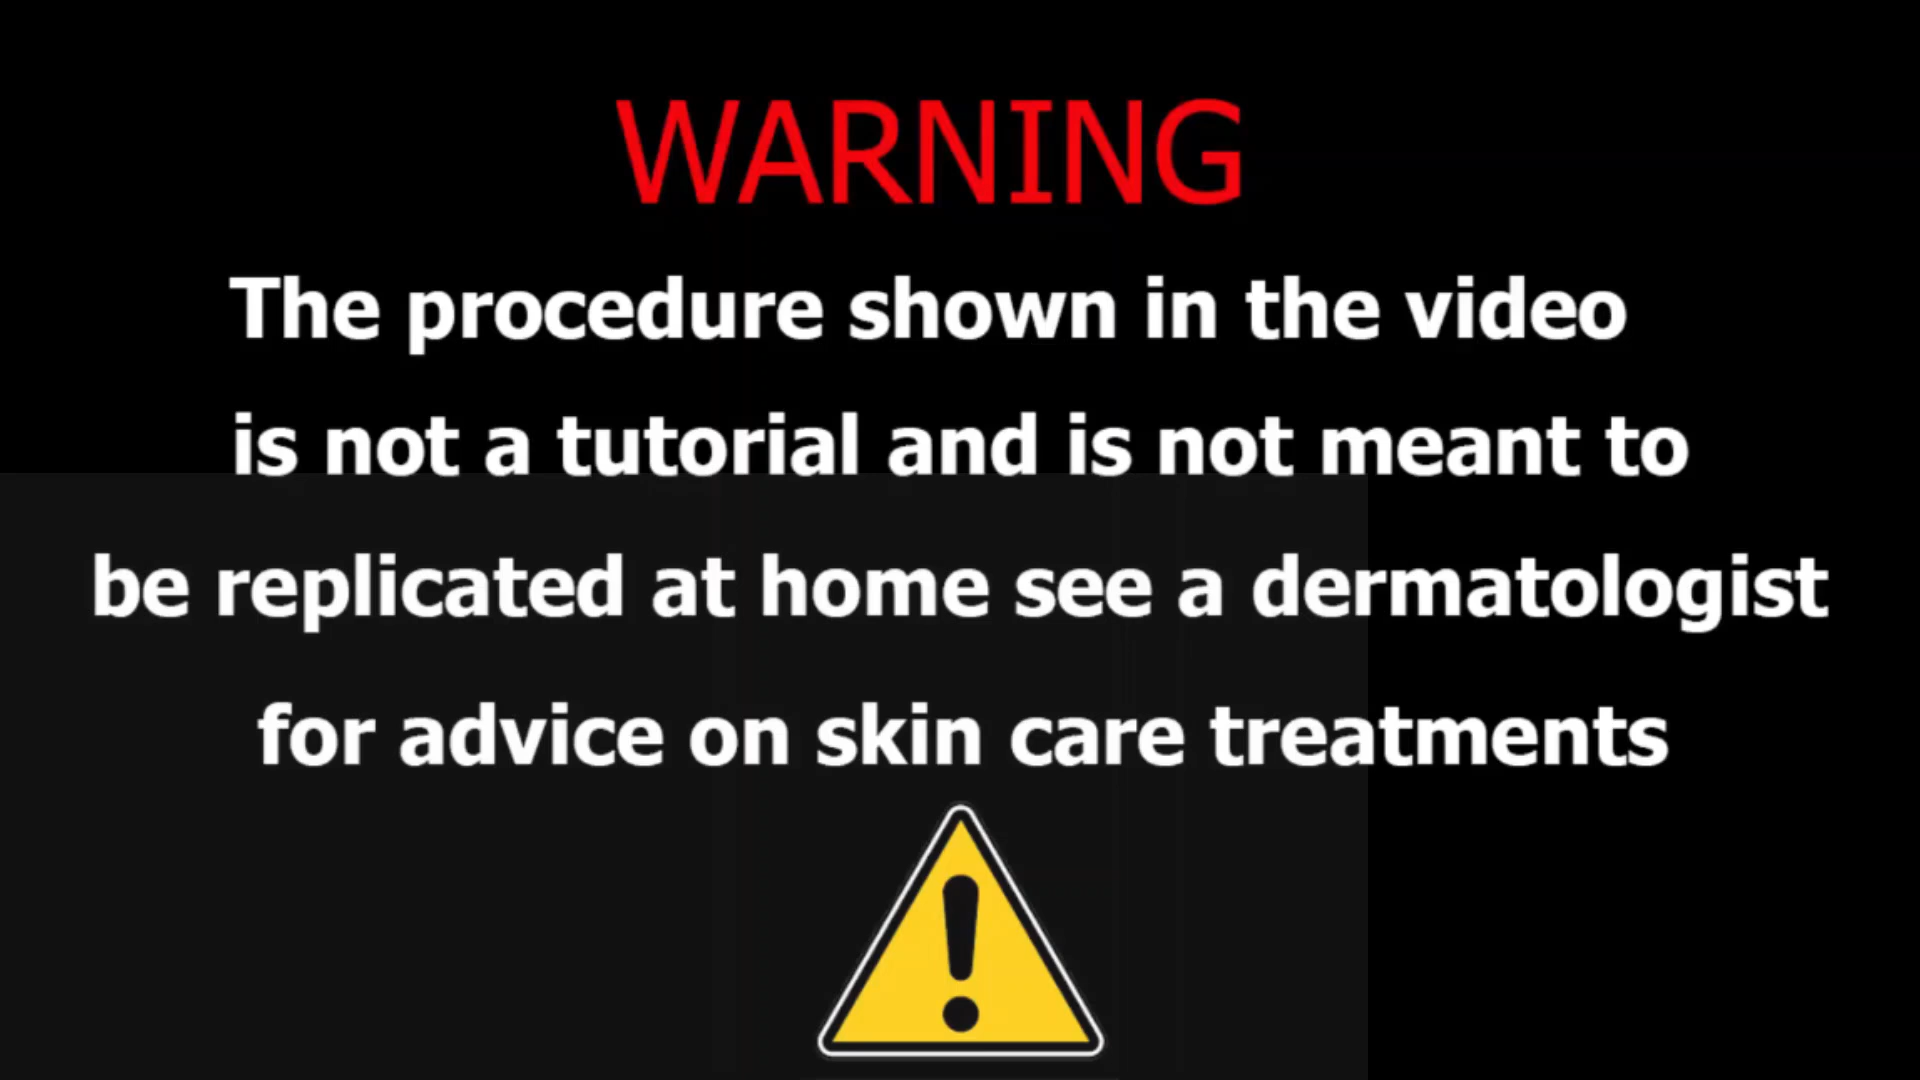 WARNING
The procedure shown in the video
is not a tutorial and is not meant to
be replicated at home see a dermatologist
for advice on skin care treatments